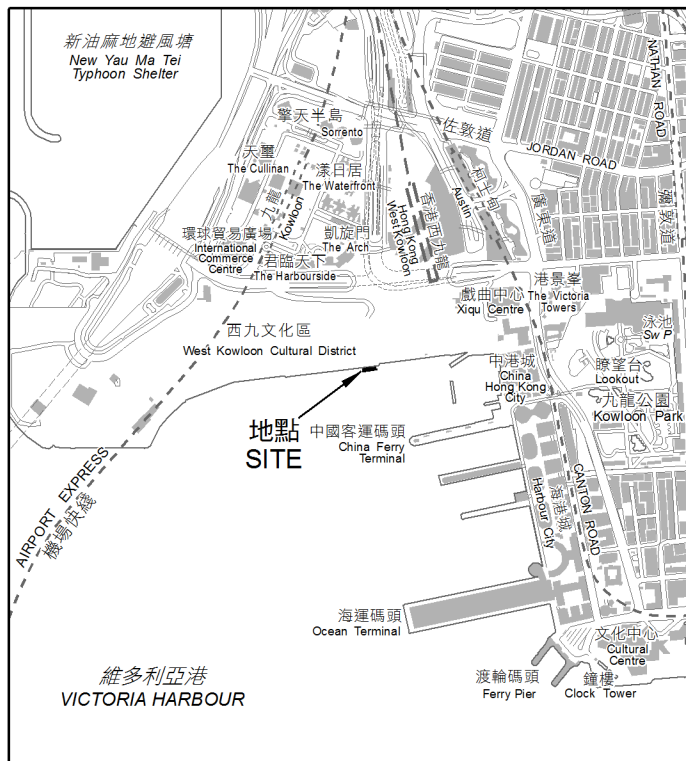 新油麻地避風塘
New Yau Ma Tei
Typhoon Shelter
NATHAN ROAD
彌敦道
擎天半島
Sorrento
佐敦道
JORDAN ROAD
天璽
The Cullinan
漾日居
The Waterfront
柯士甸
Austin
九龍
Kowloon
香港西九龍
Hong Kong
West Kowloon
廣東道
環球貿易廣場
International
Commerce
Centre
凱旋門
The Arch
君臨天下
The Harbourside
港景峯
The Victoria
Towers
戲曲中心
Xiqu Centre
泳池
Sw P
西九文化區
West Kowloon Cultural District
中港城
China
Hong Kong
City
瞭望台
Lookout
九龍公園
Kowloon Park
地點
SITE
中國客運碼頭
China Ferry
Terminal
AIRPORT EXPRESS
機場快綫
CANTON ROAD
海港城
Harbour City
海運碼頭
Ocean Terminal
文化中心
Cultural
Centre
維多利亞港
VICTORIA HARBOUR
渡輪碼頭
Ferry Pier
鐘樓
Clock Tower